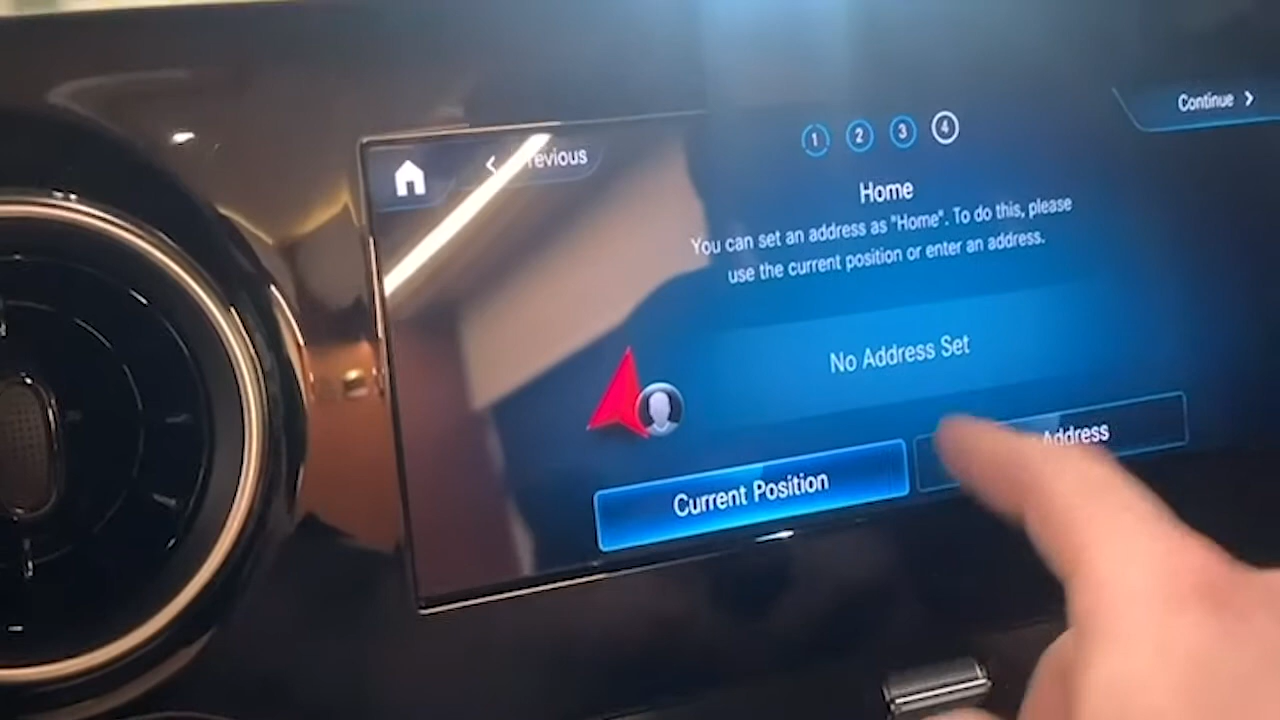 Previous
1 2 3 4
Continue
Home
You can set an address as "Home". To do this, please
use the current position or enter an address.
No Address Set
Current Position
Address